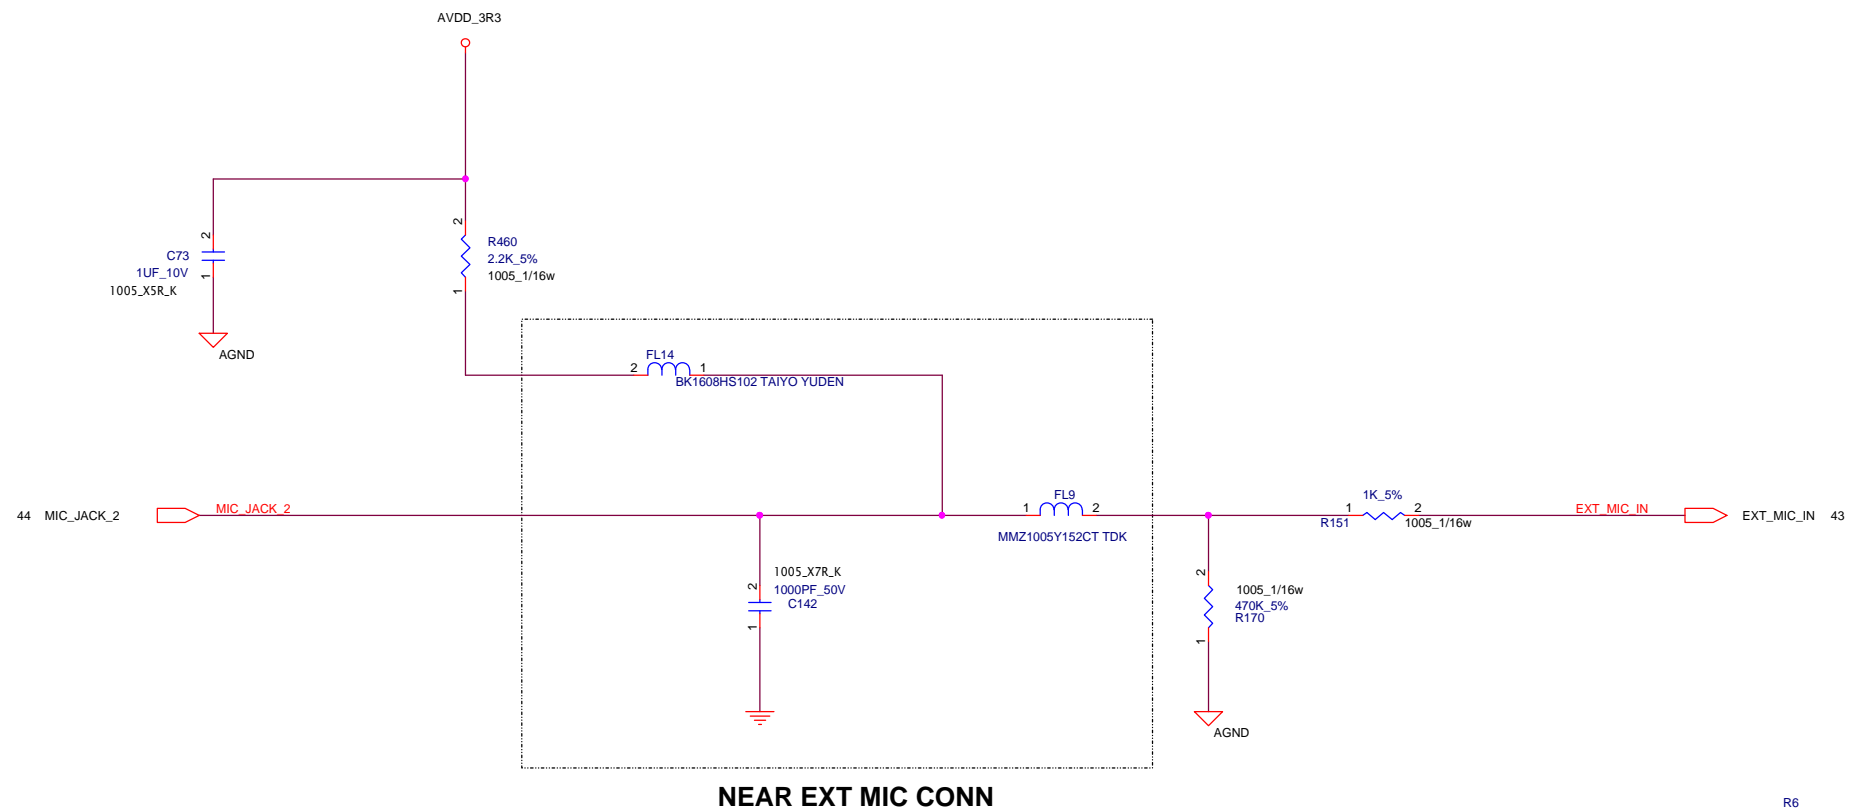 AVDD_3R3
2
C73
1UF_10V
1
1005_X5R_K
AGND
2
R460
2.2K_5%
1005_1/16w
1
FL14
2 1
BK1608HS102 TAIYO YUDEN
44 MIC_JACK_2
MIC_JACK_2
FL9
1 2
MMZ1005Y152CT TDK
1K_5%
1 2
R151 1005_1/16w
EXT_MIC_IN
EXT_MIC_IN 43
1005_X7R_K
2
1000PF_50V
C142
1
2
1005_1/16w
470K_5%
R170
1
AGND
NEAR EXT MIC CONN
R6